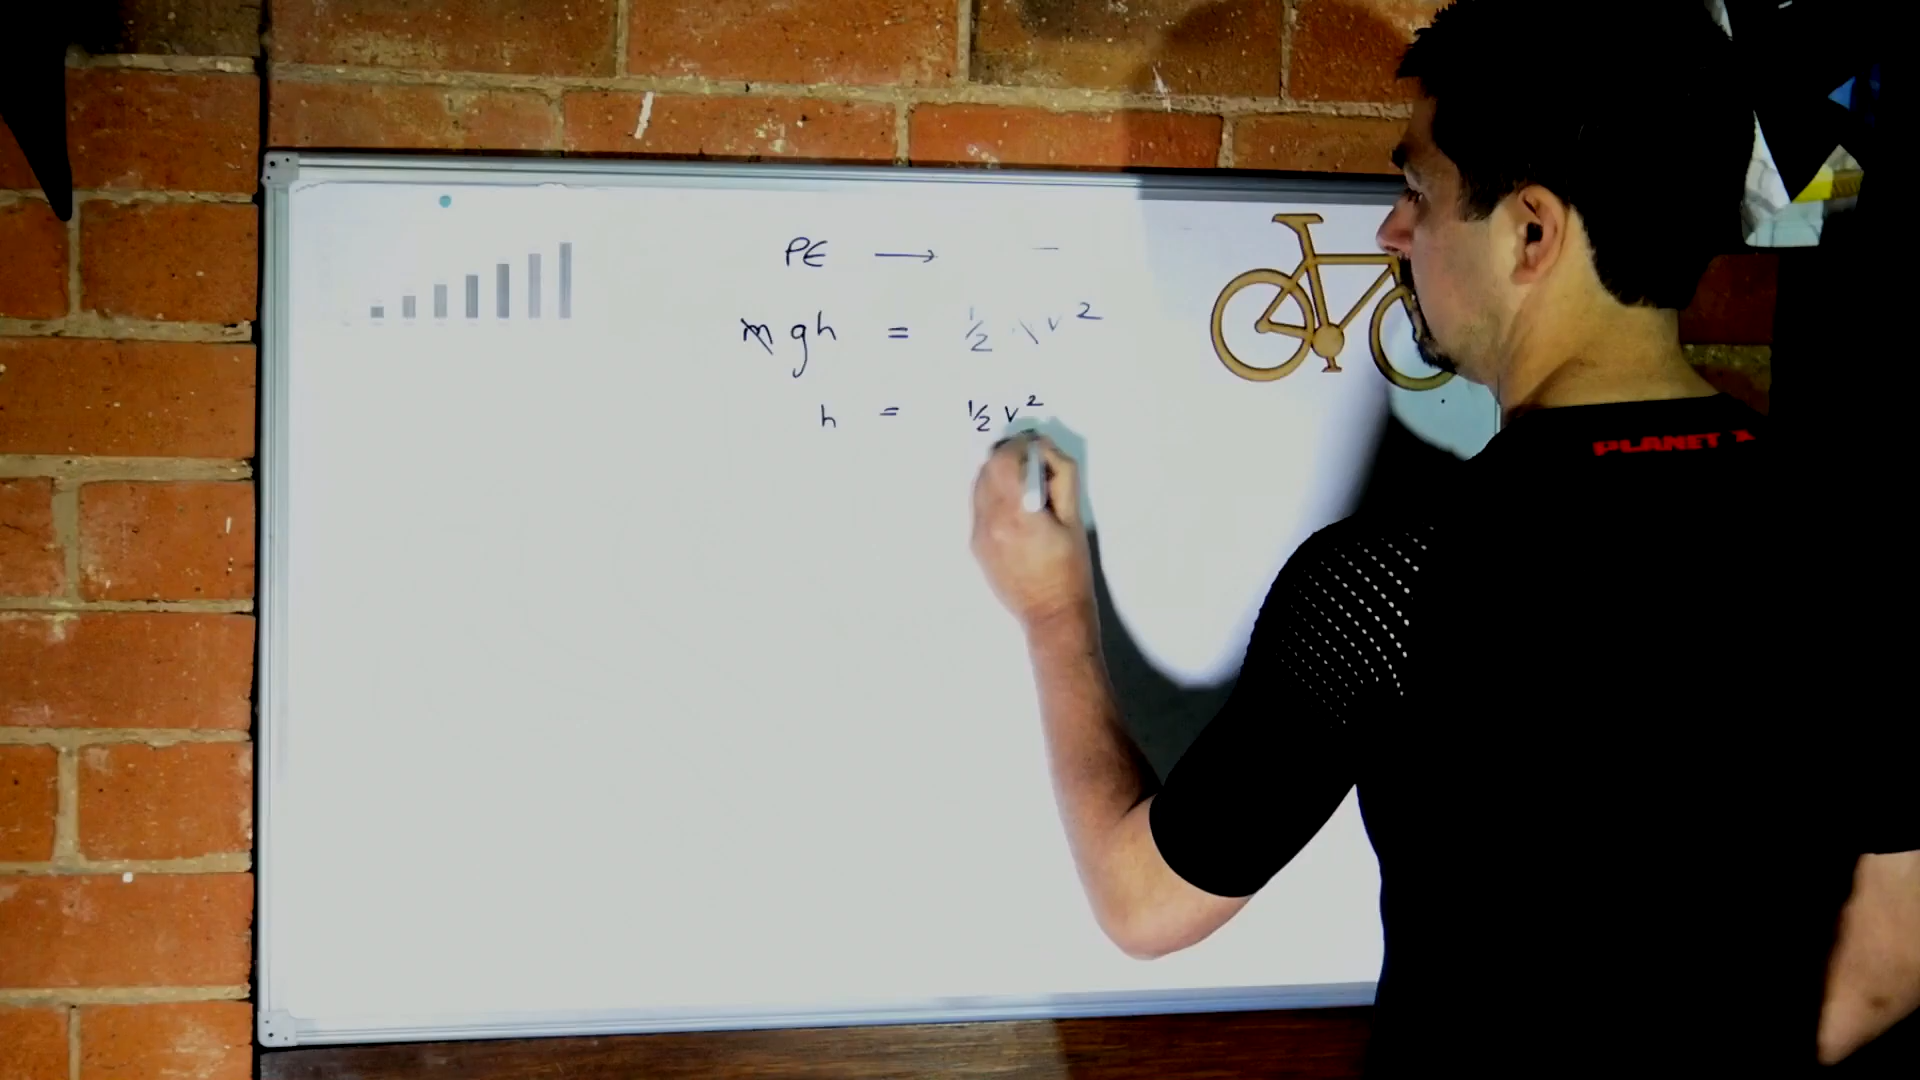 PE →
mgh = ½ v²
h = ½ v²
PLANET X